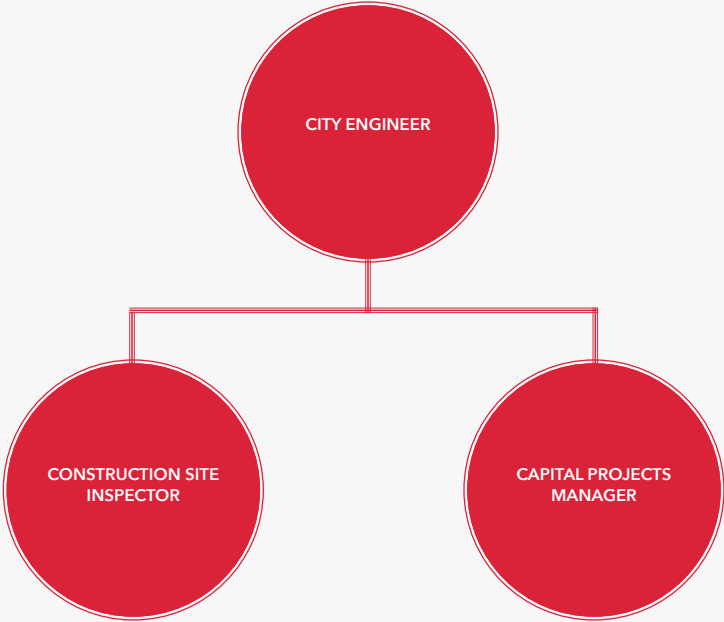 CITY ENGINEER
CONSTRUCTION SITE
INSPECTOR
CAPITAL PROJECTS
MANAGER